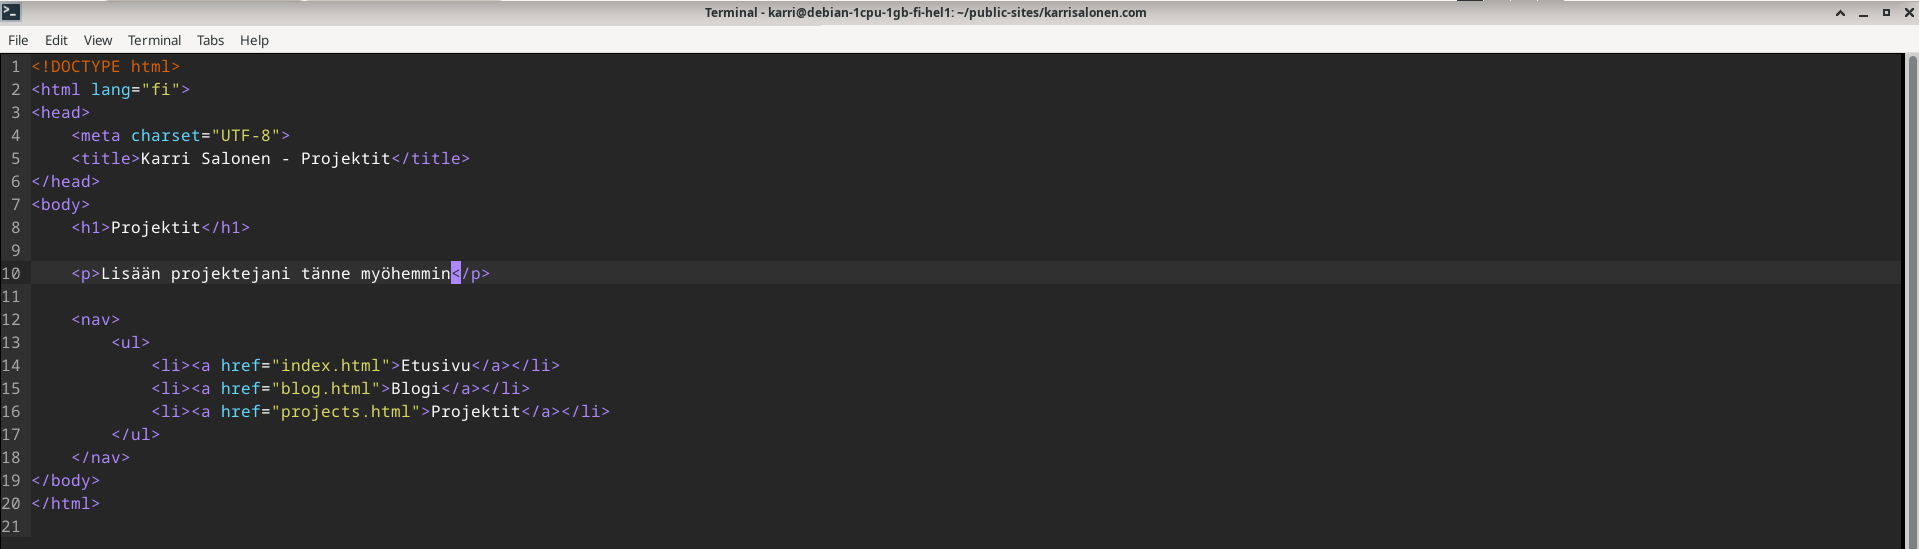 Terminal - karri@debian-1cpu-1gb-fi-hel1: ~/public-sites/karrisalonen.com
File Edit View Terminal Tabs Help
1 <!DOCTYPE html>
2 <html lang="fi">
3 <head>
4     <meta charset="UTF-8">
5     <title>Karri Salonen - Projektit</title>
6 </head>
7 <body>
8     <h1>Projektit</h1>
9
10     <p>Lisään projektejani tänne myöhemmin</p>
11
12     <nav>
13         <ul>
14             <li><a href="index.html">Etusivu</a></li>
15             <li><a href="blog.html">Blogi</a></li>
16             <li><a href="projects.html">Projektit</a></li>
17         </ul>
18     </nav>
19 </body>
20 </html>
21